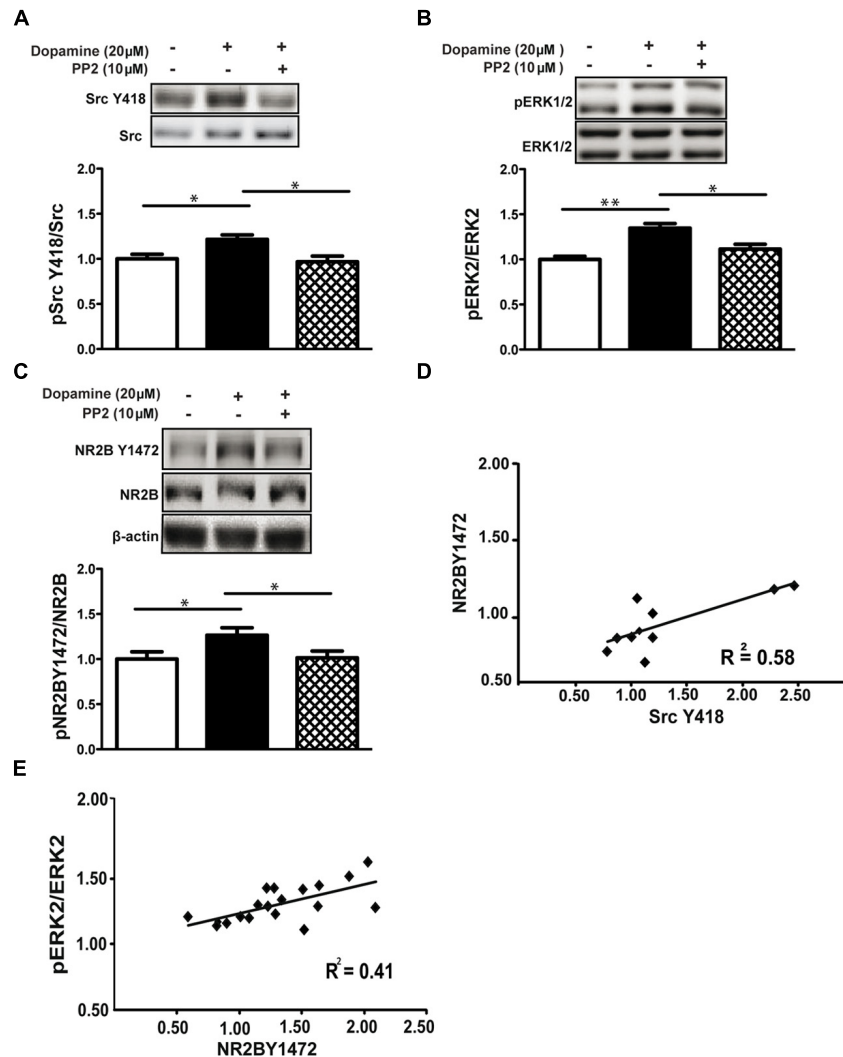 A
Dopamine (20µM) - + +
PP2 (10µM) - - +
Src Y418
Src
pSrc Y418/Src
2.0
1.5
1.0
0.5
0.0
*
*
B
Dopamine (20µM ) - + +
PP2 (10µM ) - - +
pERK1/2
ERK1/2
pERK2/ERK2
2.0
1.5
1.0
0.5
0.0
**
*
C
Dopamine (20µM) - + +
PP2 (10µM) - - +
NR2B Y1472
NR2B
β-actin
pNR2BY1472/NR2B
2.0
1.5
1.0
0.5
0.0
*
*
D
NR2BY1472
2.00
1.50
1.00
0.50
R² = 0.58
0.50 1.00 1.50 2.00 2.50
Src Y418
E
pERK2/ERK2
2.00
1.50
1.00
0.50
R² = 0.41
0.50 1.00 1.50 2.00 2.50
NR2BY1472